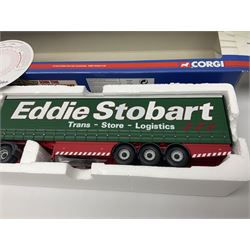 CORGI
Eddie Stobart
Trans - Store - Logistics